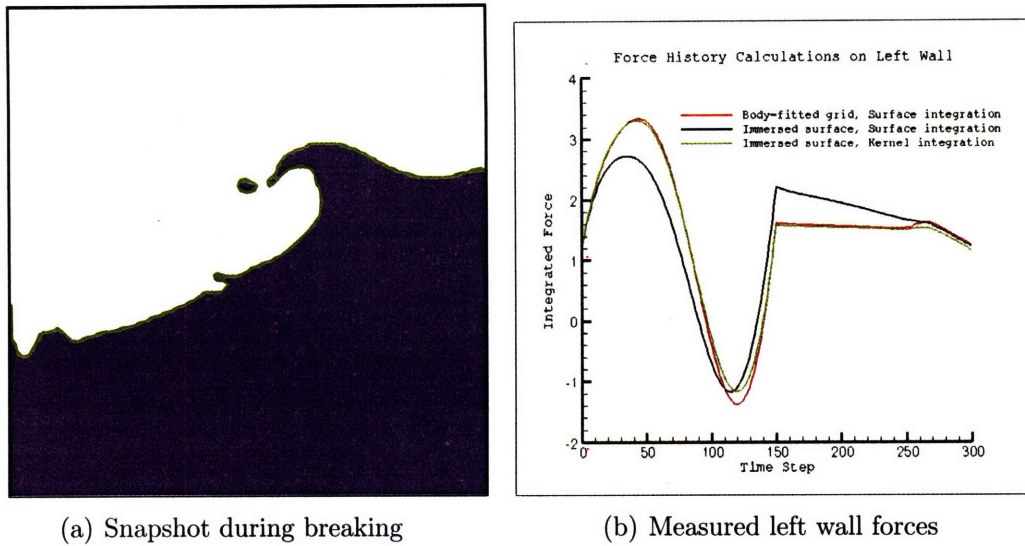 Force History Calculations on Left Wall
4
Body-fitted grid, Surface integration
3
Immersed surface, Surface integration
Immersed surface, Kernel integration
2
Integrated Force
1
0
-1
-2
0 50 100 150 200 250 300
Time Step
(a) Snapshot during breaking
(b) Measured left wall forces